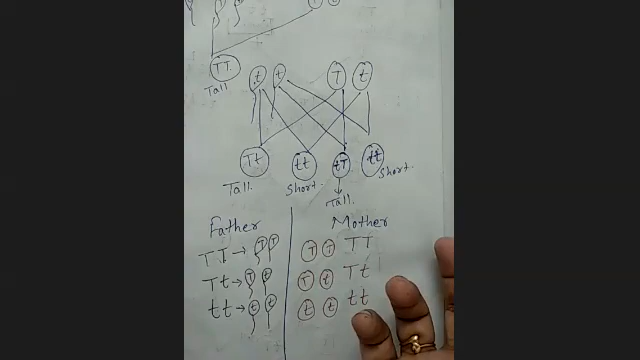 T t
TT
Tall
t t T t
Tt tt tT tt
Tall. Short. Short.
Tall.
Father Mother
TT → T T T T TT
Tt → T t T t Tt
tt → t t t t tt